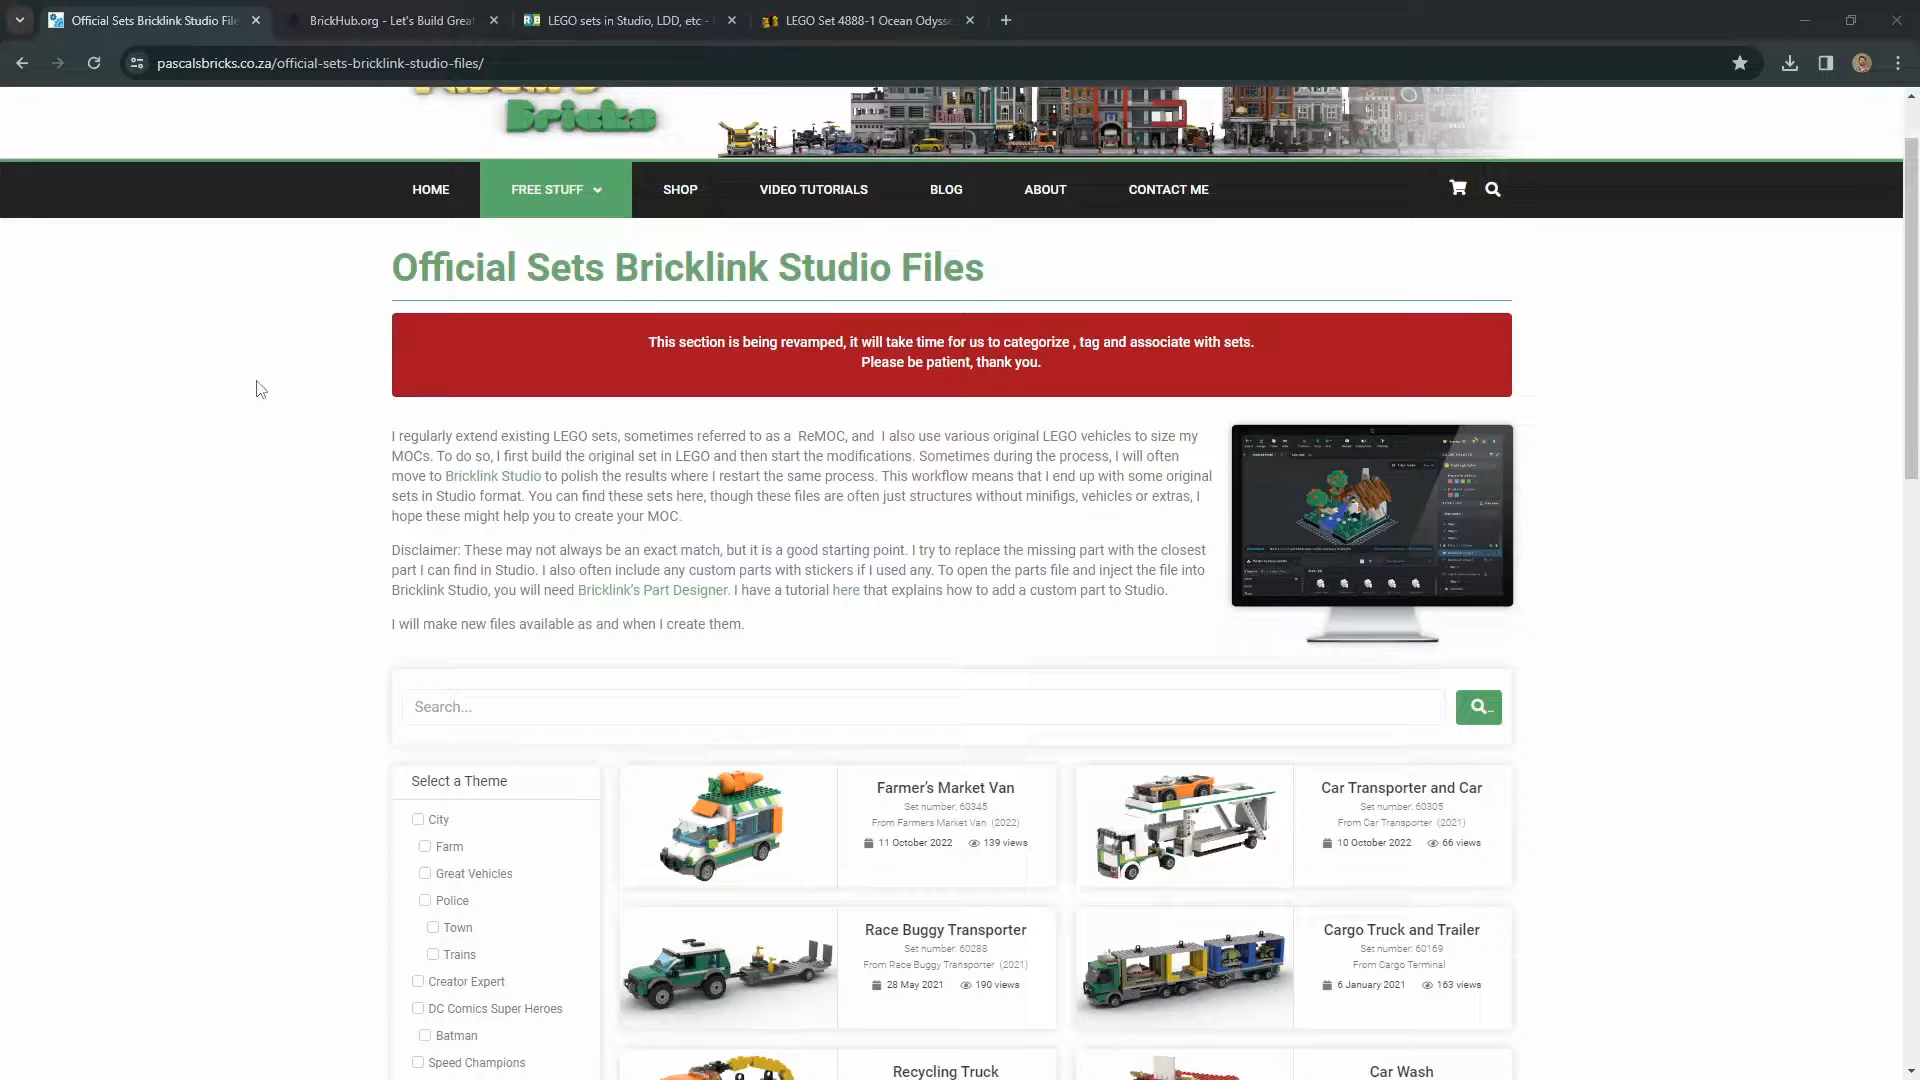 Official Sets Bricklink Studio File
BrickHub.org - Let's Build Great
LEGO sets in Studio, LDD, etc -
LEGO Set 4888-1 Ocean Odysse
pascalsbricks.co.za/official-sets-bricklink-studio-files/
Bricks
HOME
FREE STUFF
SHOP
VIDEO TUTORIALS
BLOG
ABOUT
CONTACT ME
Official Sets Bricklink Studio Files
This section is being revamped, it will take time for us to categorize , tag and associate with sets.
Please be patient, thank you.
I regularly extend existing LEGO sets, sometimes referred to as a ReMOC, and I also use various original LEGO vehicles to size my
MOCs. To do so, I first build the original set in LEGO and then start the modifications. Sometimes during the process, I will often
move to Bricklink Studio to polish the results where I restart the same process. This workflow means that I end up with some original
sets in Studio format. You can find these sets here, though these files are often just structures without minifigs, vehicles or extras, I
hope these might help you to create your MOC.
Disclaimer: These may not always be an exact match, but it is a good starting point. I try to replace the missing part with the closest
part I can find in Studio. I also often include any custom parts with stickers if I used any. To open the parts file and inject the file into
Bricklink Studio, you will need Bricklink's Part Designer. I have a tutorial here that explains how to add a custom part to Studio.
I will make new files available as and when I create them.
Search...
Select a Theme
City
Farm
Great Vehicles
Police
Town
Trains
Creator Expert
DC Comics Super Heroes
Batman
Speed Champions
Farmer's Market Van
Set number: 60345
From Farmers Market Van (2022)
11 October 2022 139 views
Car Transporter and Car
Set number: 60305
From Car Transporter (2021)
10 October 2022 66 views
Race Buggy Transporter
Set number: 60288
From Race Buggy Transporter (2021)
28 May 2021 190 views
Cargo Truck and Trailer
Set number: 60169
From Cargo Terminal
6 January 2021 163 views
Recycling Truck
Car Wash